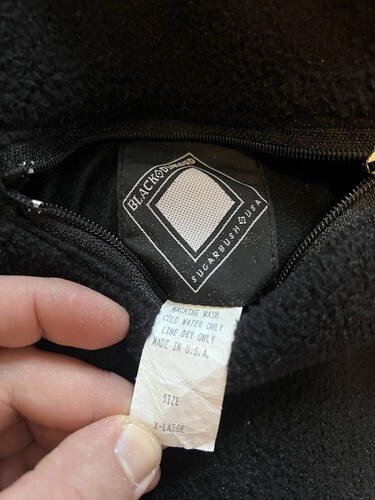 BLACK DIAMOND
SUGARBUSH USA
MACHINE WASH
COLD WATER ONLY
LINE DRY ONLY
MADE IN U.S.A.
SIZE
X-LARGE